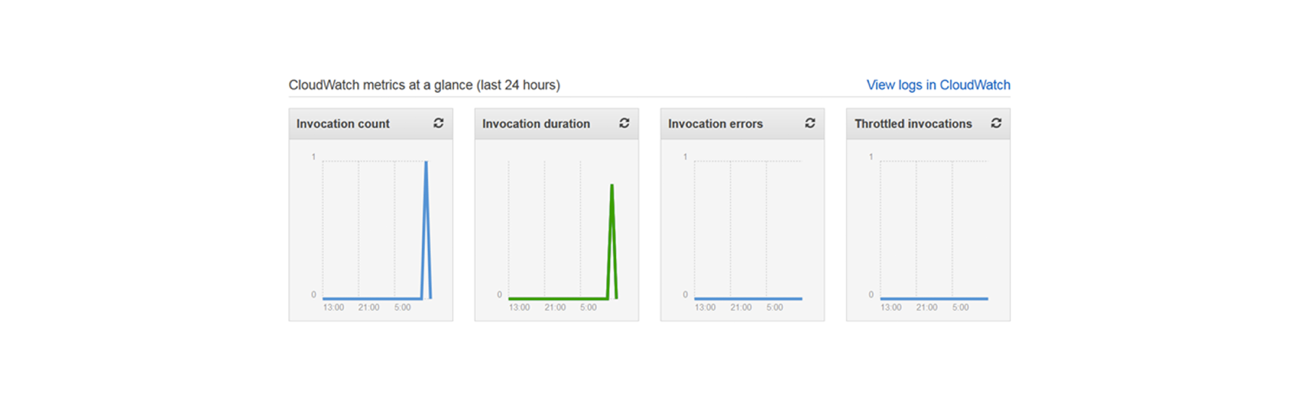 CloudWatch metrics at a glance (last 24 hours) View logs in CloudWatch
Invocation count Invocation duration Invocation errors Throttled invocations
1 1 1
0 0 0 0
13:00 21:00 5:00 13:00 21:00 5:00 13:00 21:00 5:00 13:00 21:00 5:00